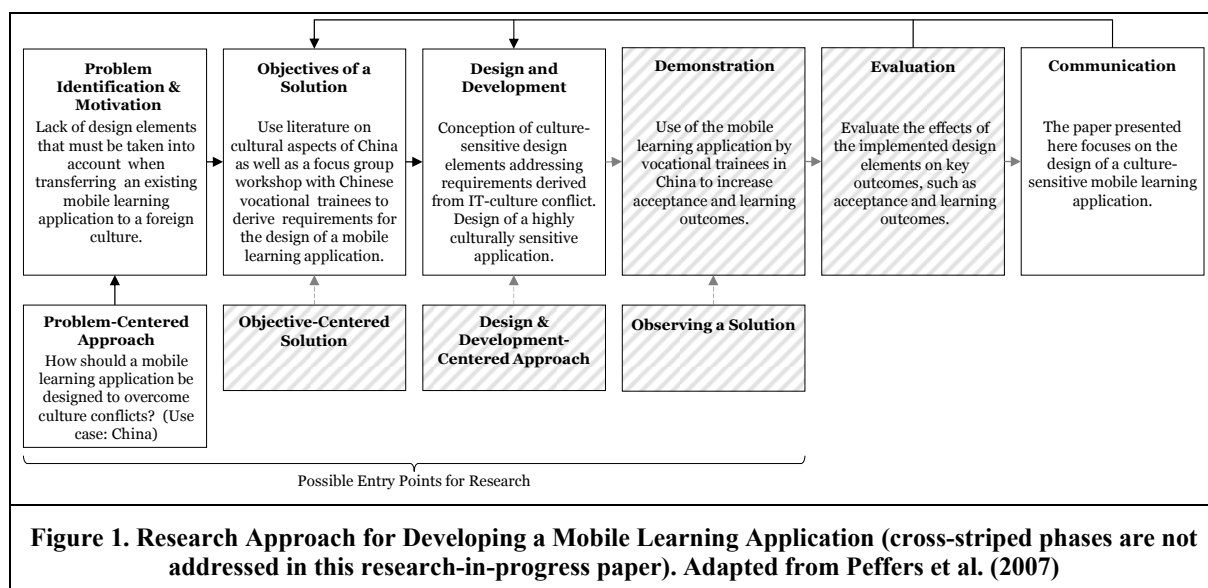 Problem
Identification &
Motivation
Lack of design elements
that must be taken into
account when
transferring an existing
mobile learning
application to a foreign
culture.
Objectives of a
Solution
Use literature on
cultural aspects of China
as well as a focus group
workshop with Chinese
vocational trainees to
derive requirements for
the design of a mobile
learning application.
Design and
Development
Conception of culture-
sensitive design
elements addressing
requirements derived
from IT-culture conflict.
Design of a highly
culturally sensitive
application.
Demonstration
Use of the mobile
learning application by
vocational trainees in
China to increase
acceptance and learning
outcomes.
Evaluation
Evaluate the effects of
the implemented design
elements on key
outcomes, such as
acceptance and learning
outcomes.
Communication
The paper presented
here focuses on the
design of a culture-
sensitive mobile learning
application.
Problem-Centered
Approach
How should a mobile
learning application be
designed to overcome
culture conflicts? (Use
case: China)
Objective-Centered
Solution
Design &
Development-
Centered Approach
Observing a Solution
Possible Entry Points for Research
Figure 1. Research Approach for Developing a Mobile Learning Application (cross-striped phases are not
addressed in this research-in-progress paper). Adapted from Peffers et al. (2007)